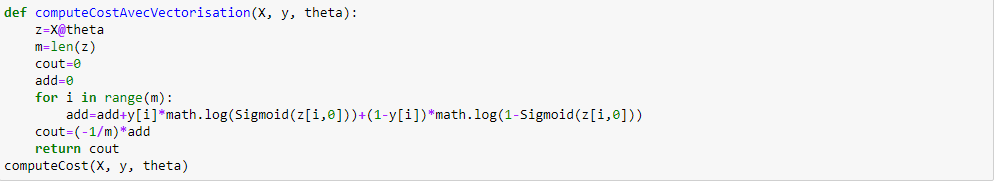 def computeCostAvecVectorisation(X, y, theta):
    z=X@theta
    m=len(z)
    cout=0
    add=0
    for i in range(m):
        add=add+y[i]*math.log(Sigmoid(z[i,0]))+(1-y[i])*math.log(1-Sigmoid(z[i,0]))
    cout=(-1/m)*add
    return cout
computeCost(X, y, theta)